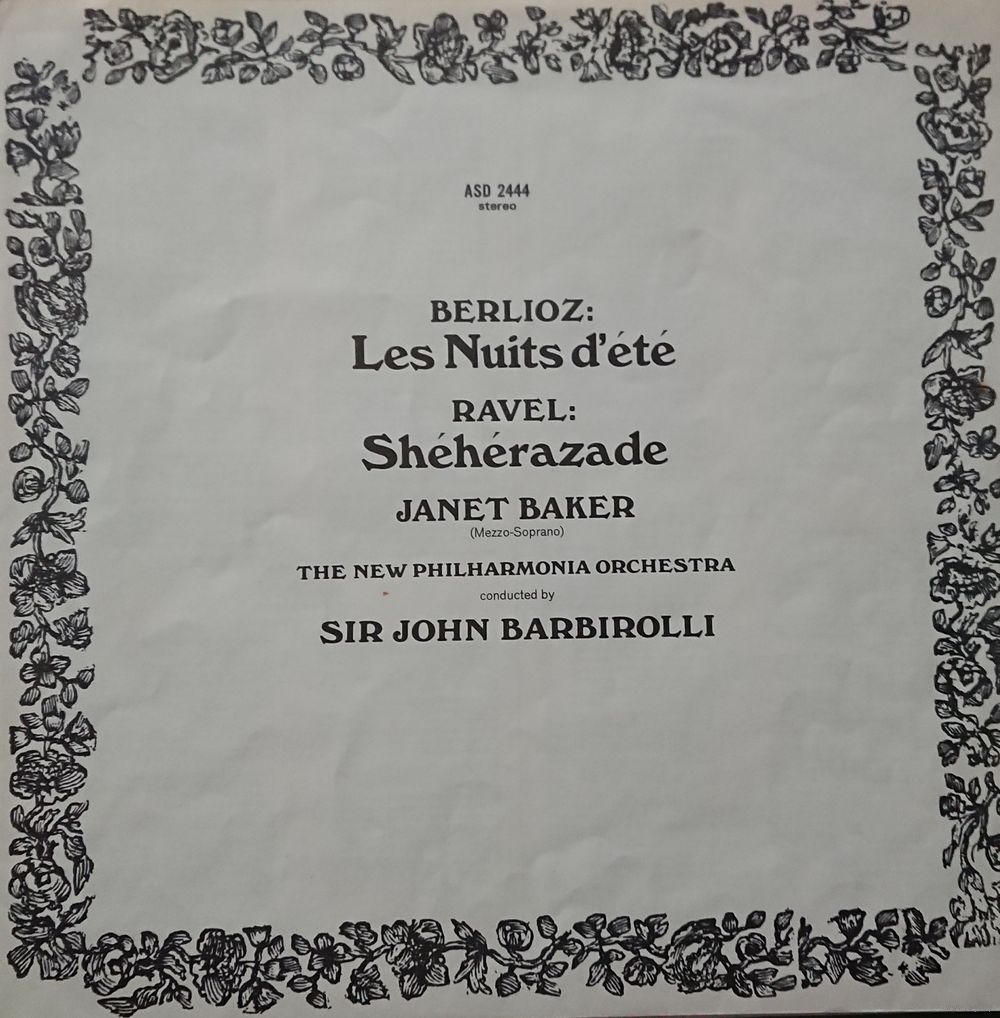 ASD 2444
stereo
BERLIOZ:
Les Nuits d'été
RAVEL:
Shéhérazade
JANET BAKER
(Mezzo-Soprano)
THE NEW PHILHARMONIA ORCHESTRA
conducted by
SIR JOHN BARBIROLLI